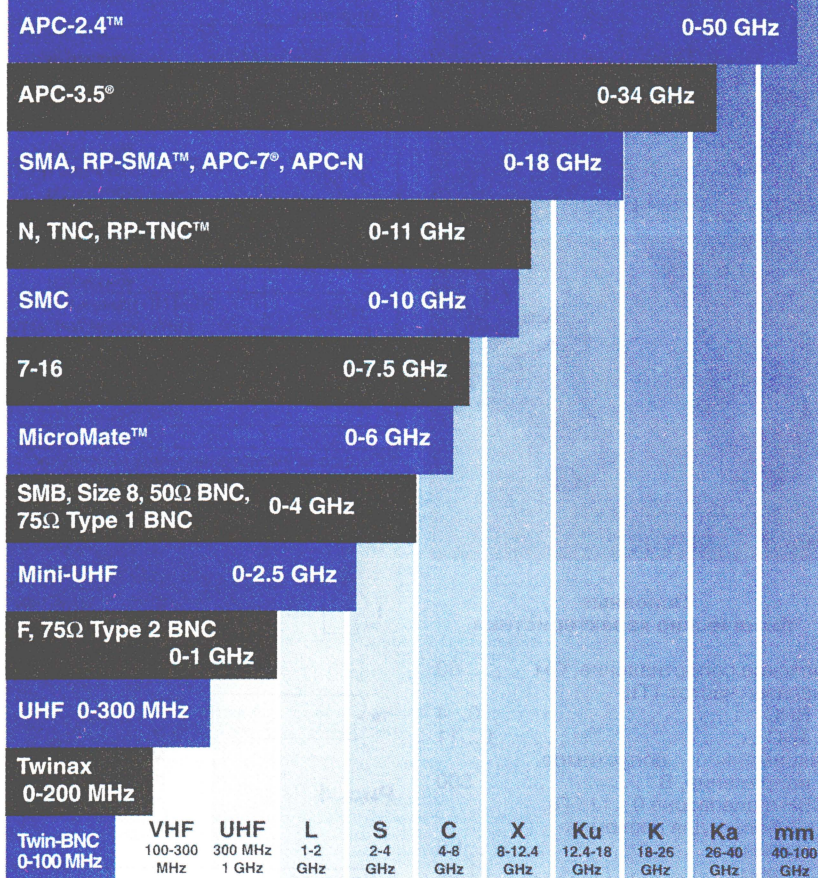 APC-2.4™ 0-50 GHz
APC-3.5® 0-34 GHz
SMA, RP-SMA™, APC-7®, APC-N 0-18 GHz
N, TNC, RP-TNC™ 0-11 GHz
SMC 0-10 GHz
7-16 0-7.5 GHz
MicroMate™ 0-6 GHz
SMB, Size 8, 50Ω BNC,
75Ω Type 1 BNC 0-4 GHz
Mini-UHF 0-2.5 GHz
F, 75Ω Type 2 BNC
0-1 GHz
UHF 0-300 MHz
Twinax
0-200 MHz
Twin-BNC
0-100 MHz
VHF UHF L S C X Ku K Ka mm
100-300 300 MHz 1-2 2-4 4-8 8-12.4 12.4-18 18-26 26-40 40-100
MHz 1 GHz GHz GHz GHz GHz GHz GHz GHz GHz